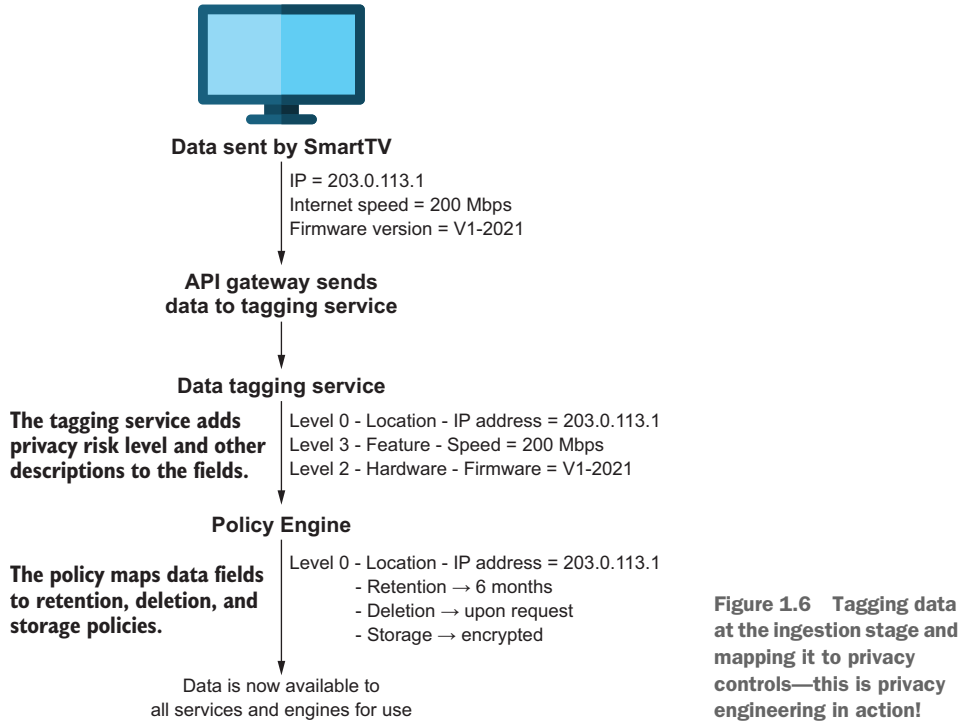 Data sent by SmartTV
IP = 203.0.113.1
Internet speed = 200 Mbps
Firmware version = V1-2021
API gateway sends
data to tagging service
Data tagging service
The tagging service adds
privacy risk level and other
descriptions to the fields.
Level 0 - Location - IP address = 203.0.113.1
Level 3 - Feature - Speed = 200 Mbps
Level 2 - Hardware - Firmware = V1-2021
Policy Engine
The policy maps data fields
to retention, deletion, and
storage policies.
Level 0 - Location - IP address = 203.0.113.1
- Retention → 6 months
- Deletion → upon request
- Storage → encrypted
Data is now available to
all services and engines for use
Figure 1.6 Tagging data
at the ingestion stage and
mapping it to privacy
controls—this is privacy
engineering in action!